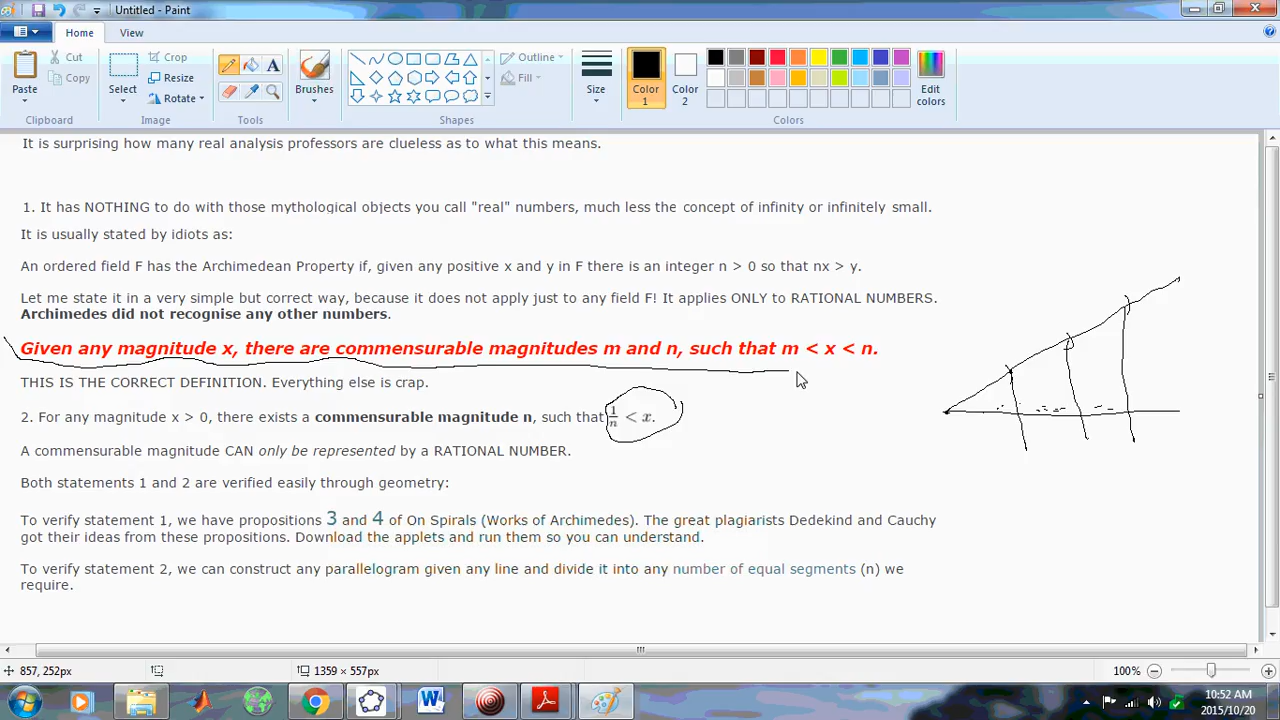 Untitled - Paint
Home View
Cut
Copy
Paste
Clipboard
Select
Crop
Resize
Rotate
Image
Tools
Brushes
Outline
Fill
Shapes
Size
Color 1
Color 2
Edit colors
Colors
It is surprising how many real analysis professors are clueless as to what this means.
1. It has NOTHING to do with those mythological objects you call "real" numbers, much less the concept of infinity or infinitely small.
It is usually stated by idiots as:
An ordered field F has the Archimedean Property if, given any positive x and y in F there is an integer n > 0 so that nx > y.
Let me state it in a very simple but correct way, because it does not apply just to any field F! It applies ONLY to RATIONAL NUMBERS.
Archimedes did not recognise any other numbers.
Given any magnitude x, there are commensurable magnitudes m and n, such that m < x < n.
THIS IS THE CORRECT DEFINITION. Everything else is crap.
2. For any magnitude x > 0, there exists a commensurable magnitude n, such that 1/n < x.
A commensurable magnitude CAN only be represented by a RATIONAL NUMBER.
Both statements 1 and 2 are verified easily through geometry:
To verify statement 1, we have propositions 3 and 4 of On Spirals (Works of Archimedes). The great plagiarists Dedekind and Cauchy
got their ideas from these propositions. Download the applets and run them so you can understand.
To verify statement 2, we can construct any parallelogram given any line and divide it into any number of equal segments (n) we
require.
857, 252px
1359 × 557px
100%
10:52 AM
2015/10/20